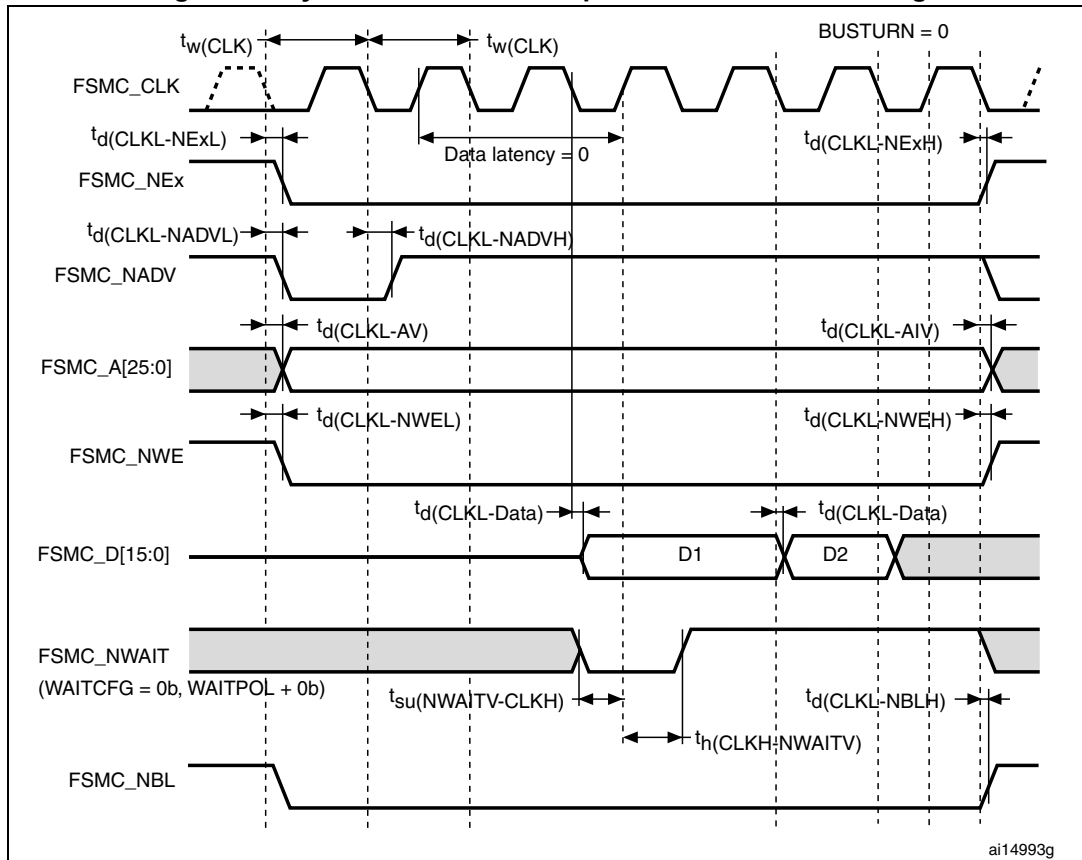 tw(CLK)
tw(CLK)
BUSTURN = 0
FSMC_CLK
Data latency = 0
td(CLKL-NExL)
td(CLKL-NExH)
FSMC_NEx
td(CLKL-NADVL)
td(CLKL-NADVH)
FSMC_NADV
td(CLKL-AV)
td(CLKL-AIV)
FSMC_A[25:0]
td(CLKL-NWEL)
td(CLKL-NWEH)
FSMC_NWE
td(CLKL-Data)
td(CLKL-Data)
FSMC_D[15:0]
D1
D2
FSMC_NWAIT
(WAITCFG = 0b, WAITPOL + 0b)
tsu(NWAITV-CLKH)
td(CLKL-NBLH)
th(CLKH-NWAITV)
FSMC_NBL
ai14993g